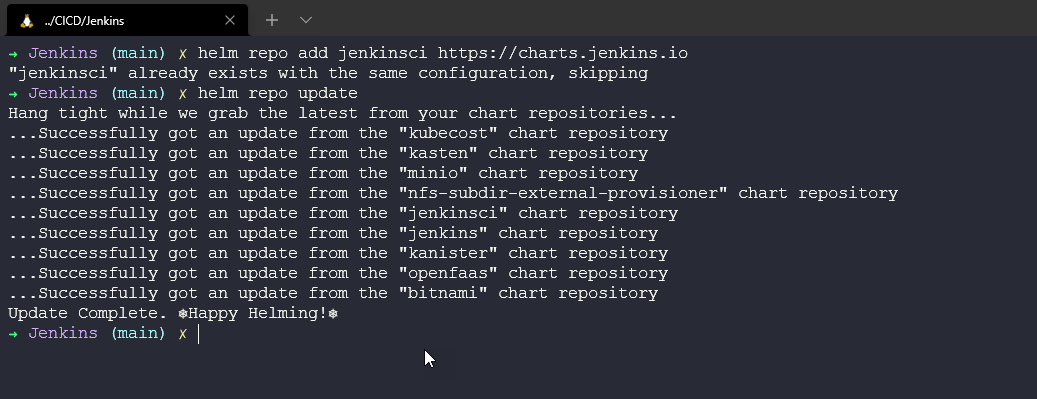 ../CICD/Jenkins
→ Jenkins (main) ✗ helm repo add jenkinsci https://charts.jenkins.io
"jenkinsci" already exists with the same configuration, skipping
→ Jenkins (main) ✗ helm repo update
Hang tight while we grab the latest from your chart repositories...
...Successfully got an update from the "kubecost" chart repository
...Successfully got an update from the "kasten" chart repository
...Successfully got an update from the "minio" chart repository
...Successfully got an update from the "nfs-subdir-external-provisioner" chart repository
...Successfully got an update from the "jenkinsci" chart repository
...Successfully got an update from the "jenkins" chart repository
...Successfully got an update from the "kanister" chart repository
...Successfully got an update from the "openfaas" chart repository
...Successfully got an update from the "bitnami" chart repository
Update Complete. ⎈Happy Helming!⎈
→ Jenkins (main) ✗